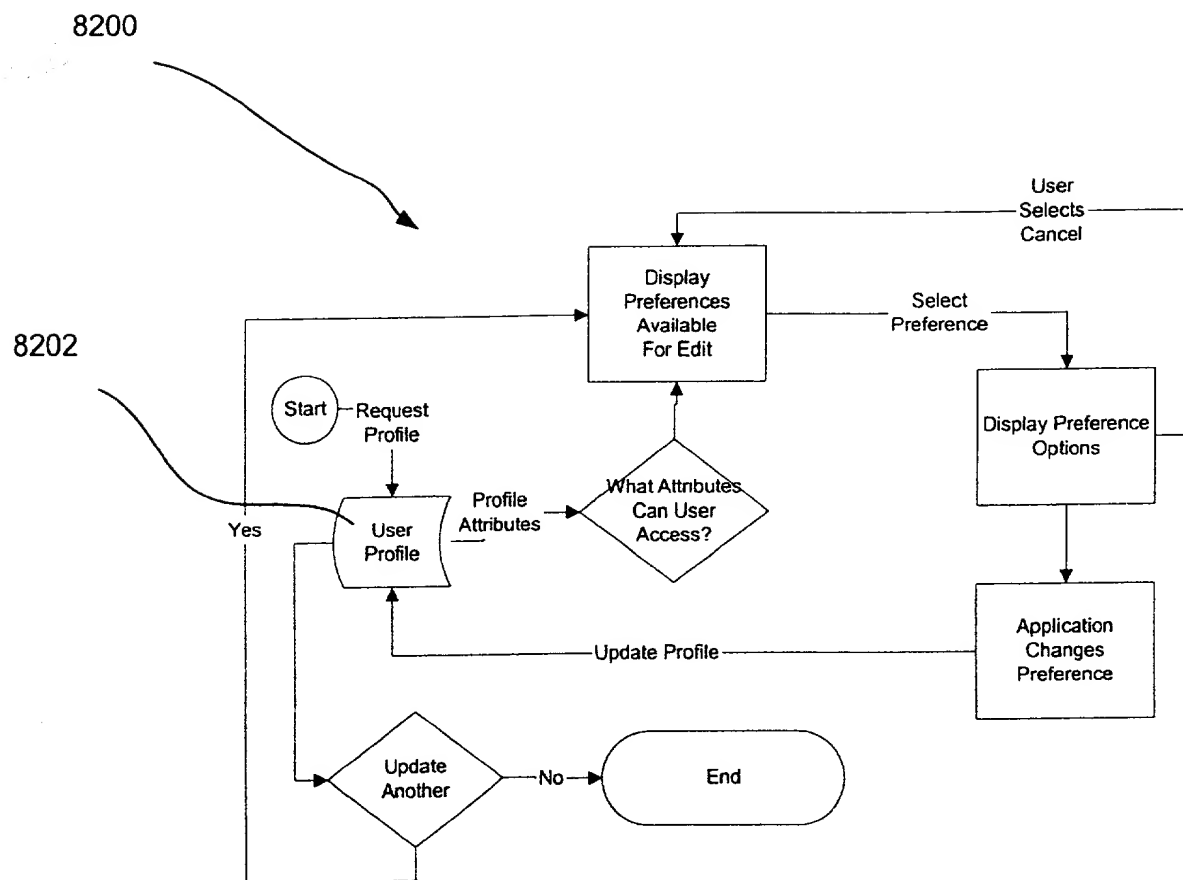 8200
User
Selects
Cancel
Display
Preferences
Available
For Edit
Select
Preference
8202
Start
Request
Profile
Display Preference
Options
What Attributes
Can User
Access?
Profile
Attributes
User
Profile
Yes
Application
Changes
Preference
Update Profile
Update
Another
No
End